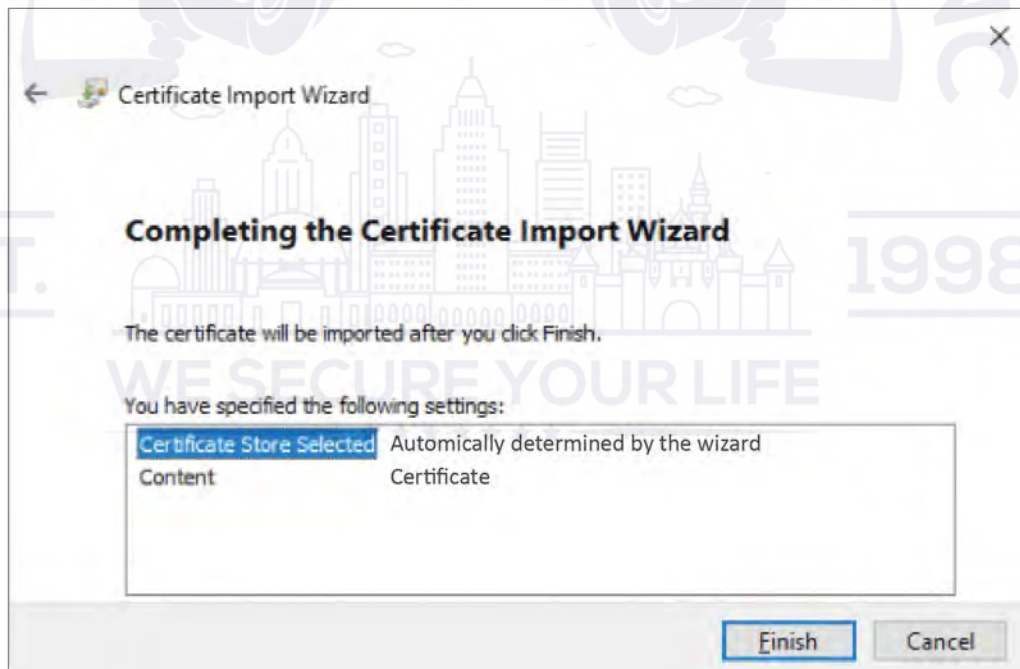 Certificate Import Wizard
Completing the Certificate Import Wizard
T.
1998
The certificate will be imported after you click Finish.
WE SECURE YOUR LIFE
You have specified the following settings:
Certificate Store Selected Automically determined by the wizard
Content Certificate
Finish Cancel